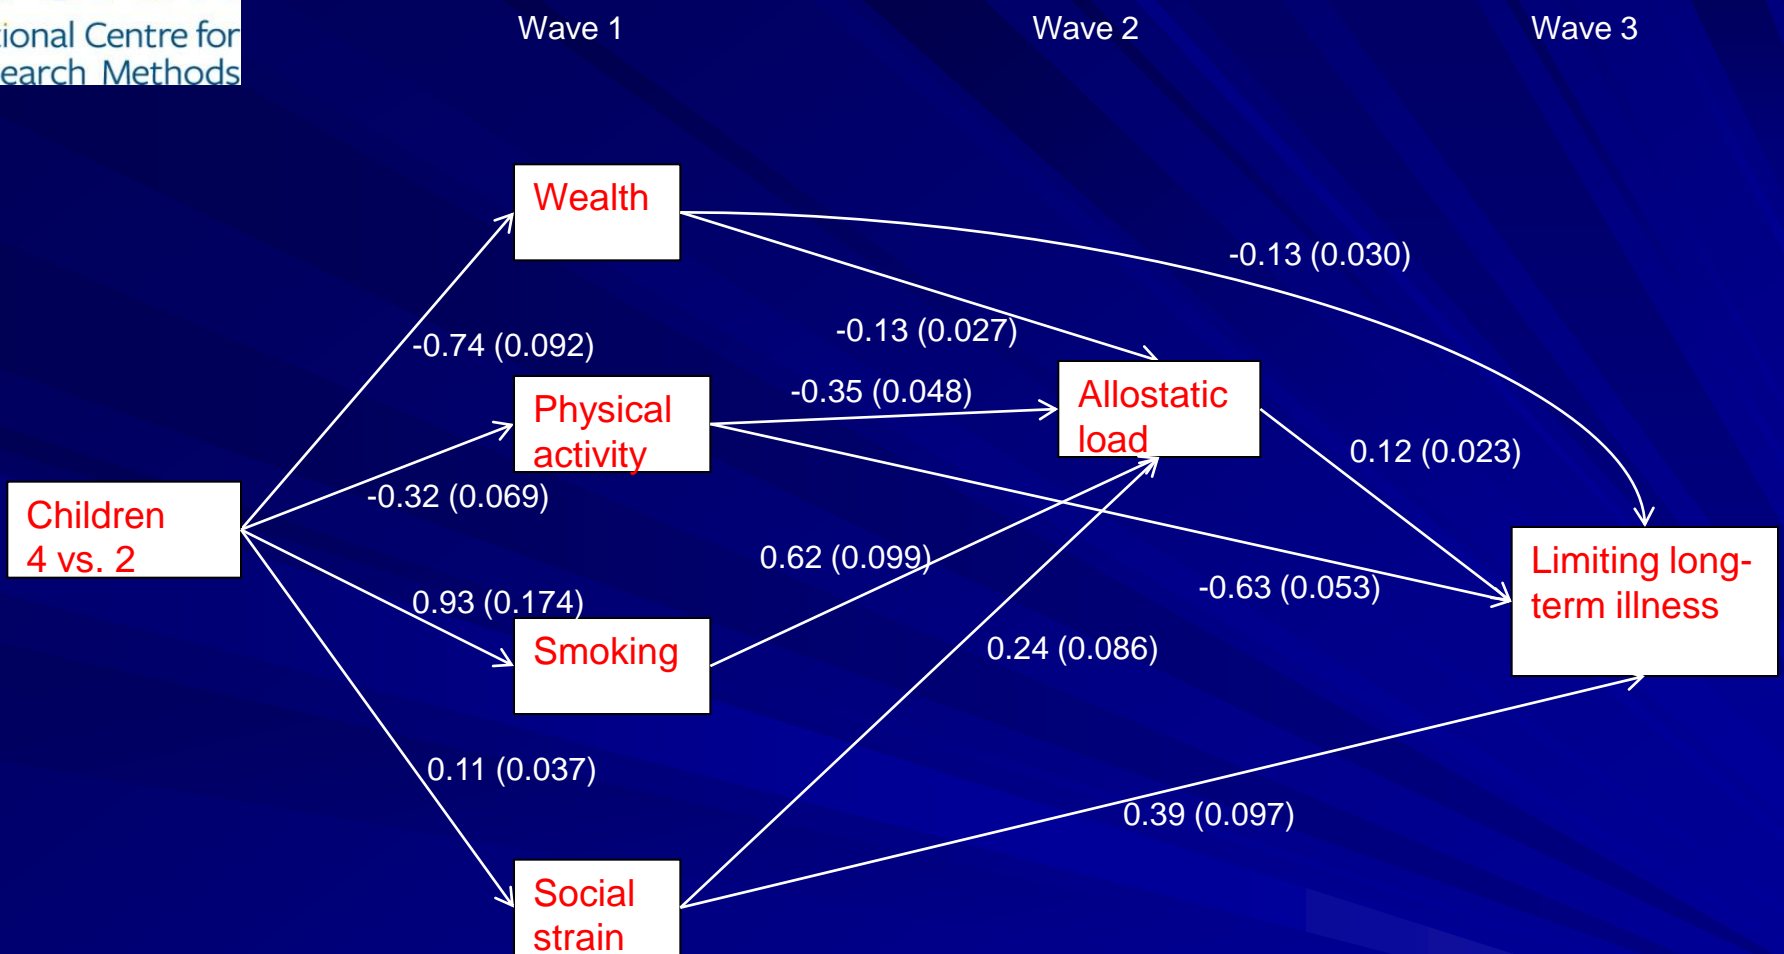 Centre for
Methods
Wave 1
Wave 2
Wave 3
Wealth
-0.13 (0.030)
-0.13 (0.027)
-0.74 (0.092)
Physical
activity
-0.35 (0.048)
Allostatic
load
0.12 (0.023)
-0.32 (0.069)
Children
4 vs. 2
0.62 (0.099)
Limiting long-
term illness
-0.63 (0.053)
0.93 (0.174)
Smoking
0.24 (0.086)
0.11 (0.037)
0.39 (0.097)
Social
strain